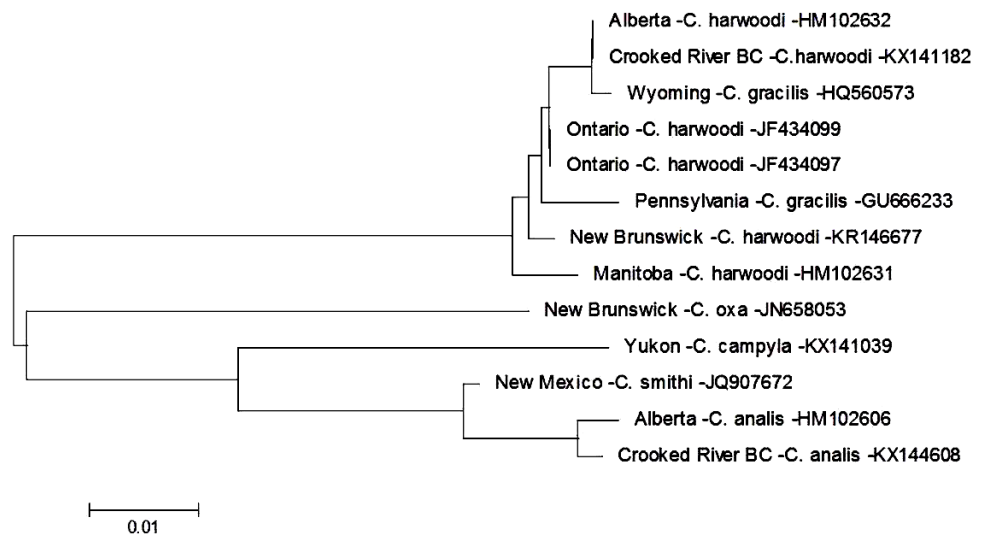 Alberta -C. harwoodi -HM102632
Crooked River BC -C.harwoodi -KX141182
Wyoming -C. gracilis -HQ560573
Ontario -C. harwoodi -JF434099
Ontario -C. harwoodi -JF434097
Pennsylvania -C. gracilis -GU666233
New Brunswick -C. harwoodi -KR146677
Manitoba -C. harwoodi -HM102631
New Brunswick -C. oxa -JN658053
Yukon -C. campyla -KX141039
New Mexico -C. smithi -JQ907672
Alberta -C. analis -HM102606
Crooked River BC -C. analis -KX144608
0.01